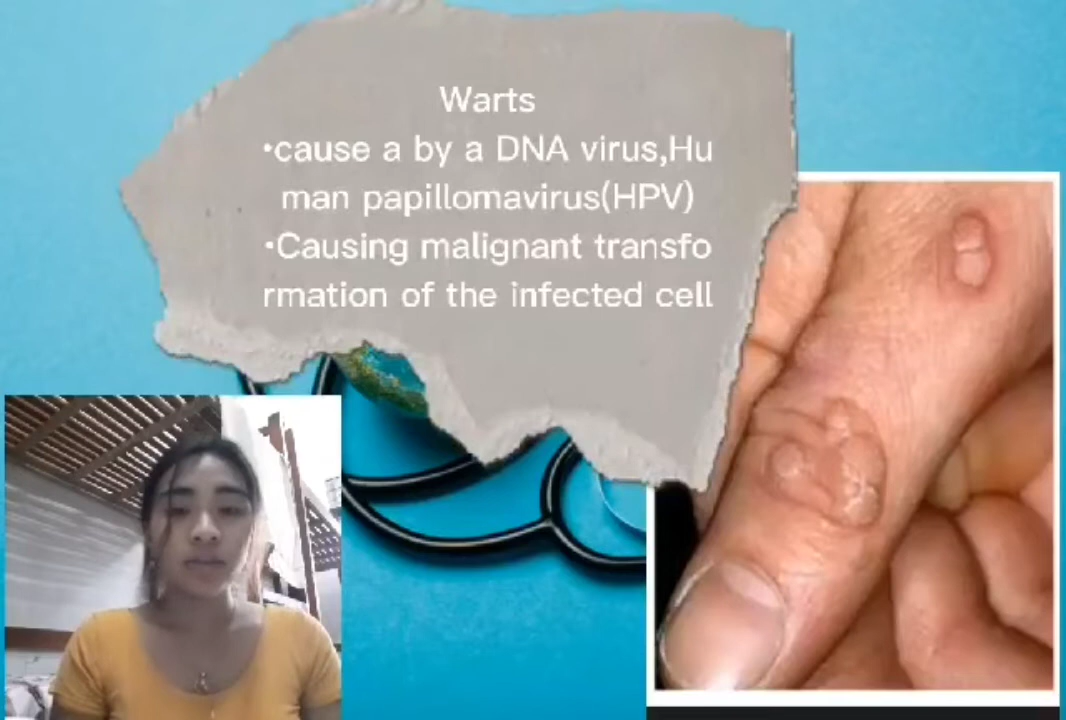 Warts
•cause a by a DNA virus,Hu
man papillomavirus(HPV)
•Causing malignant transfo
rmation of the infected cell